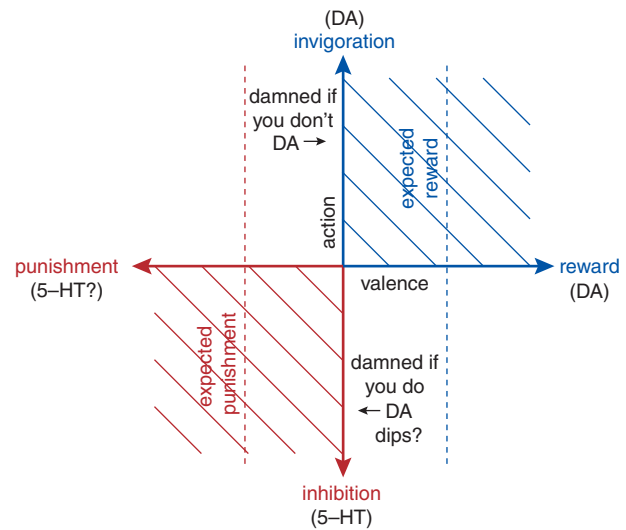 (DA)
invigoration
damned if
you don't
DA →
expected
reward
action
punishment
(5–HT?)
valence
reward
(DA)
expected
punishment
damned if
you do
← DA
dips?
inhibition
(5–HT)